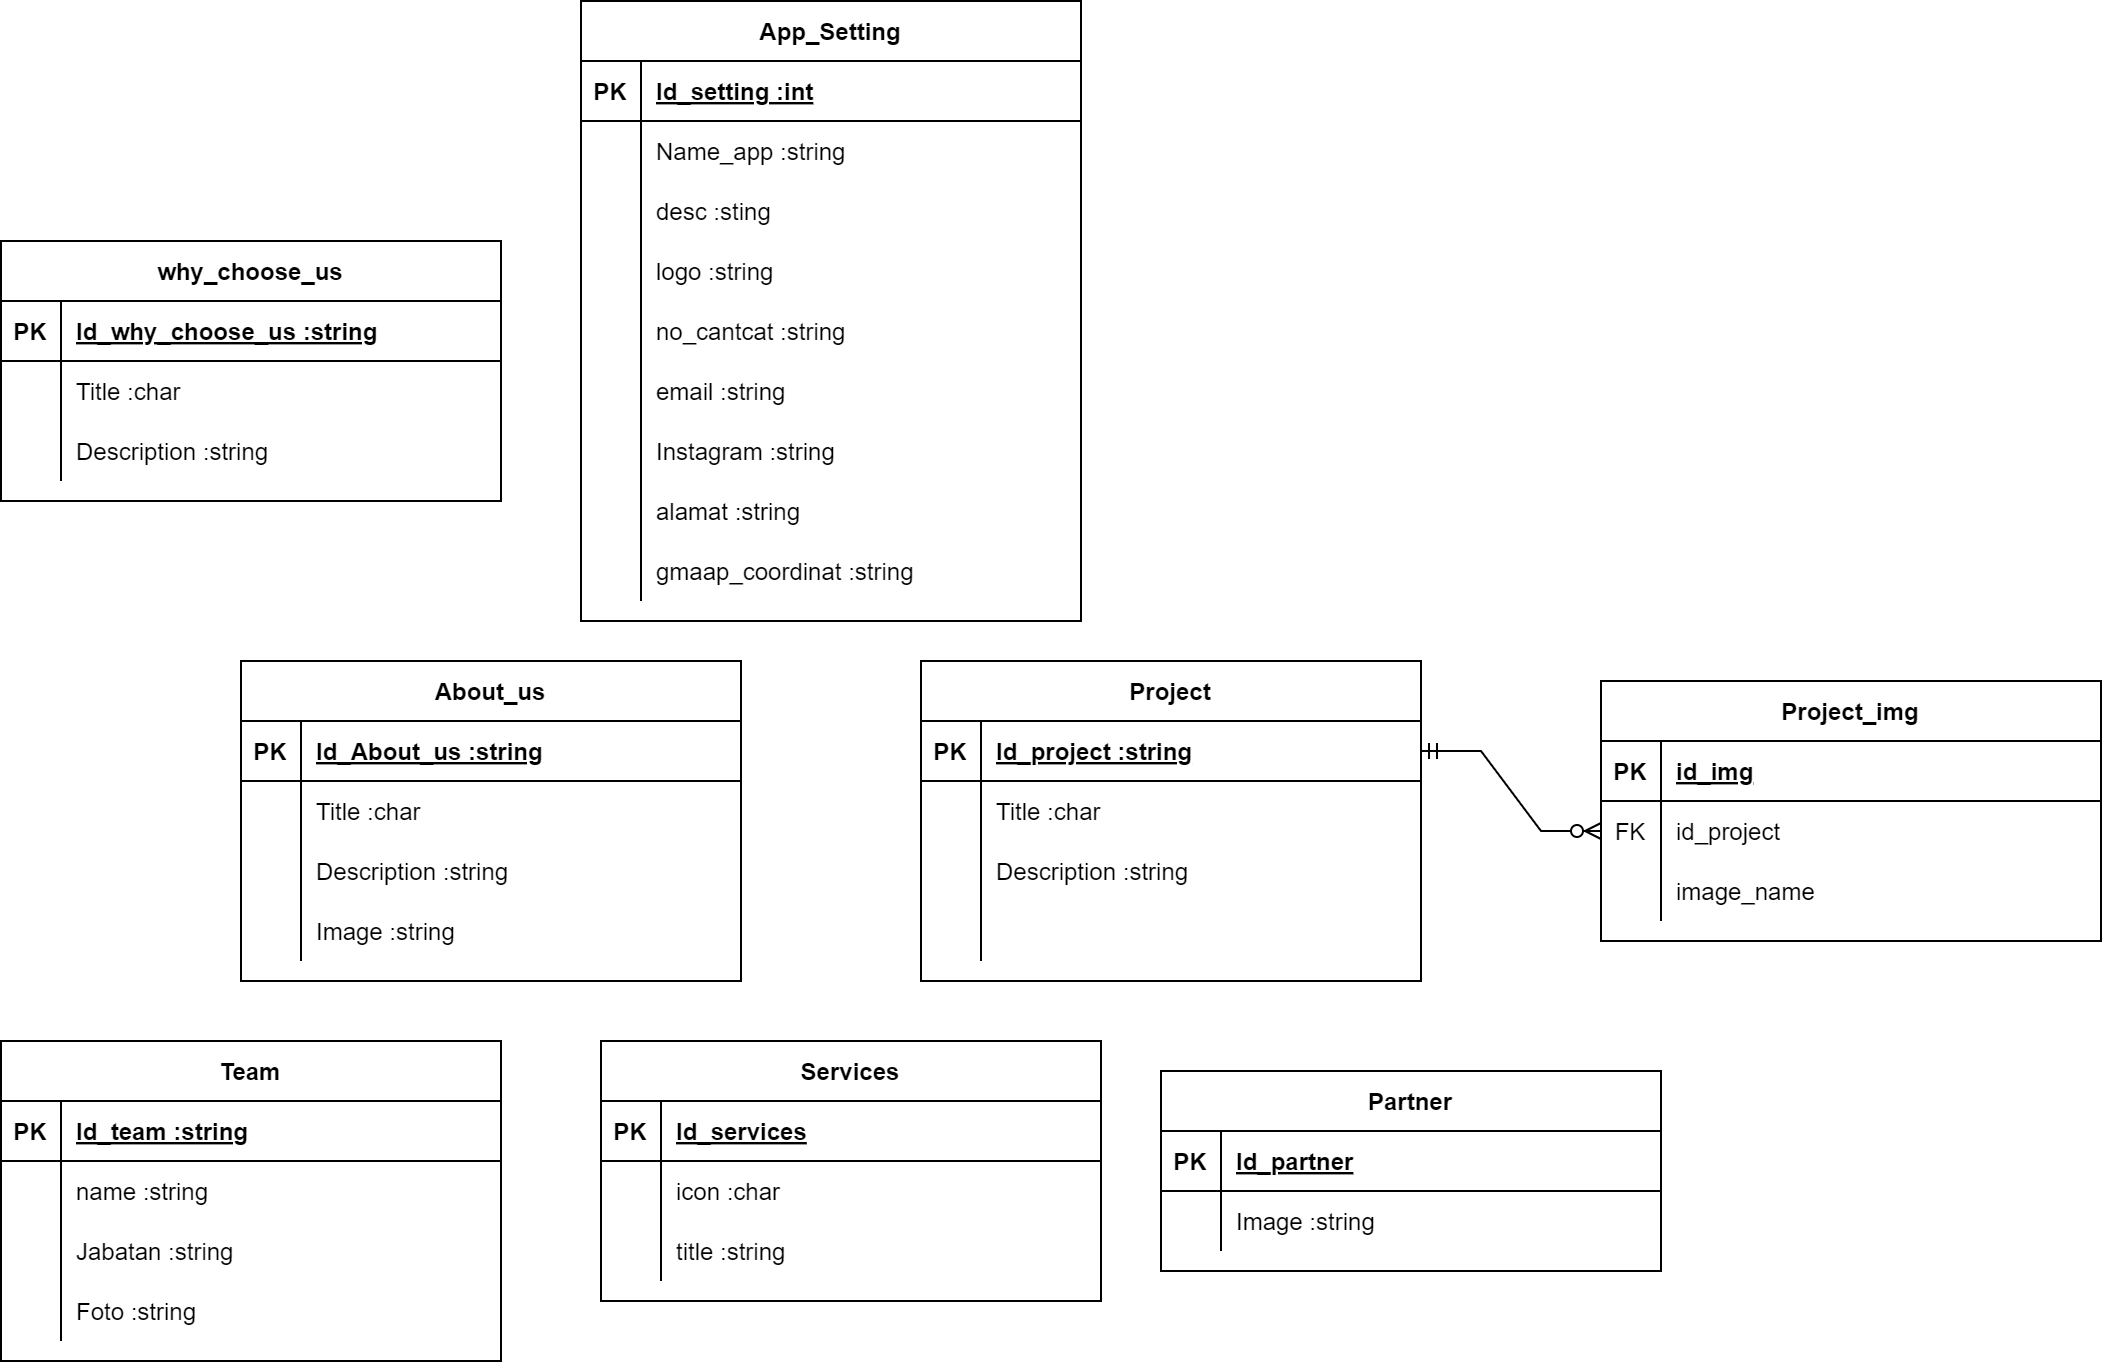 App_Setting
PK Id_setting :int
Name_app :string
desc :sting
logo :string
no_cantcat :string
email :string
Instagram :string
alamat :string
gmaap_coordinat :string
why_choose_us
PK Id_why_choose_us :string
Title :char
Description :string
About_us
PK Id_About_us :string
Title :char
Description :string
Image :string
Project
PK Id_project :string
Title :char
Description :string
Project_img
PK id_img
FK id_project
image_name
Team
PK Id_team :string
name :string
Jabatan :string
Foto :string
Services
PK Id_services
icon :char
title :string
Partner
PK Id_partner
Image :string